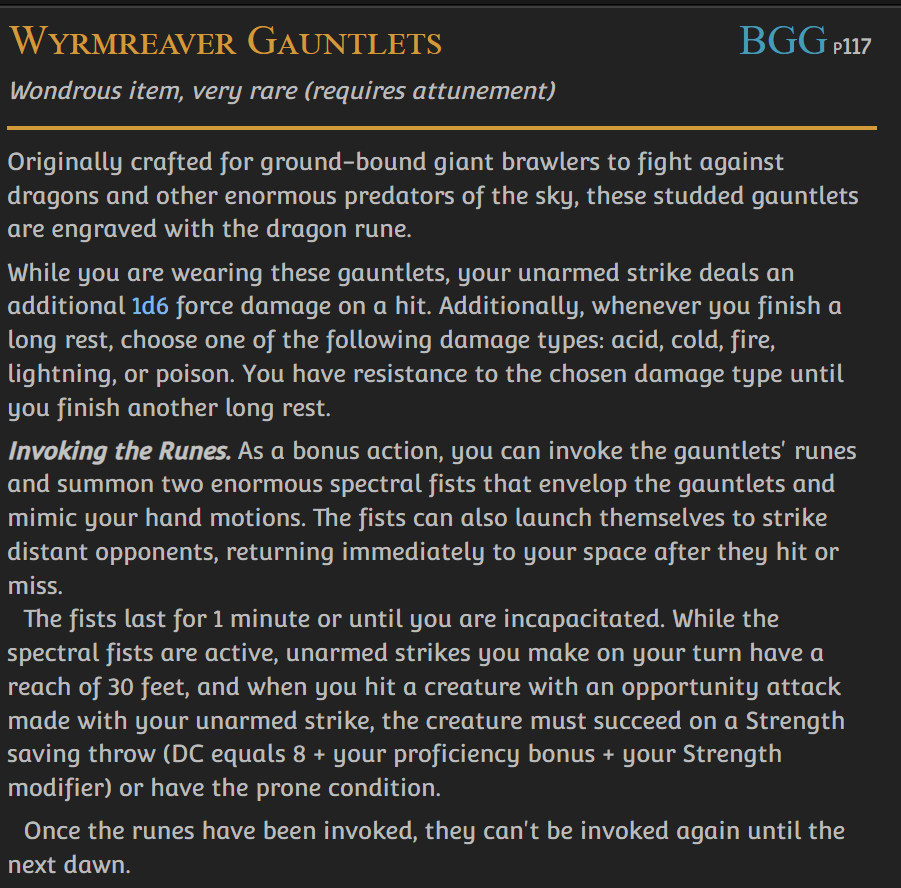 Wyrmreaver Gauntlets BGG P117
Wondrous item, very rare (requires attunement)
Originally crafted for ground-bound giant brawlers to fight against
dragons and other enormous predators of the sky, these studded gauntlets
are engraved with the dragon rune.
While you are wearing these gauntlets, your unarmed strike deals an
additional 1d6 force damage on a hit. Additionally, whenever you finish a
long rest, choose one of the following damage types: acid, cold, fire,
lightning, or poison. You have resistance to the chosen damage type until
you finish another long rest.
Invoking the Runes. As a bonus action, you can invoke the gauntlets' runes
and summon two enormous spectral fists that envelop the gauntlets and
mimic your hand motions. The fists can also launch themselves to strike
distant opponents, returning immediately to your space after they hit or
miss.
The fists last for 1 minute or until you are incapacitated. While the
spectral fists are active, unarmed strikes you make on your turn have a
reach of 30 feet, and when you hit a creature with an opportunity attack
made with your unarmed strike, the creature must succeed on a Strength
saving throw (DC equals 8 + your proficiency bonus + your Strength
modifier) or have the prone condition.
Once the runes have been invoked, they can't be invoked again until the
next dawn.